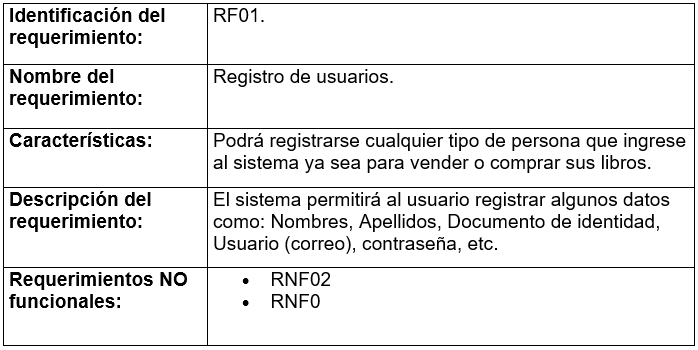 Identificación del requerimiento: RF01.
Nombre del requerimiento: Registro de usuarios.
Características: Podrá registrarse cualquier tipo de persona que ingrese
al sistema ya sea para vender o comprar sus libros.
Descripción del requerimiento: El sistema permitirá al usuario registrar algunos datos
como: Nombres, Apellidos, Documento de identidad,
Usuario (correo), contraseña, etc.
Requerimientos NO funcionales:
• RNF02
• RNF0